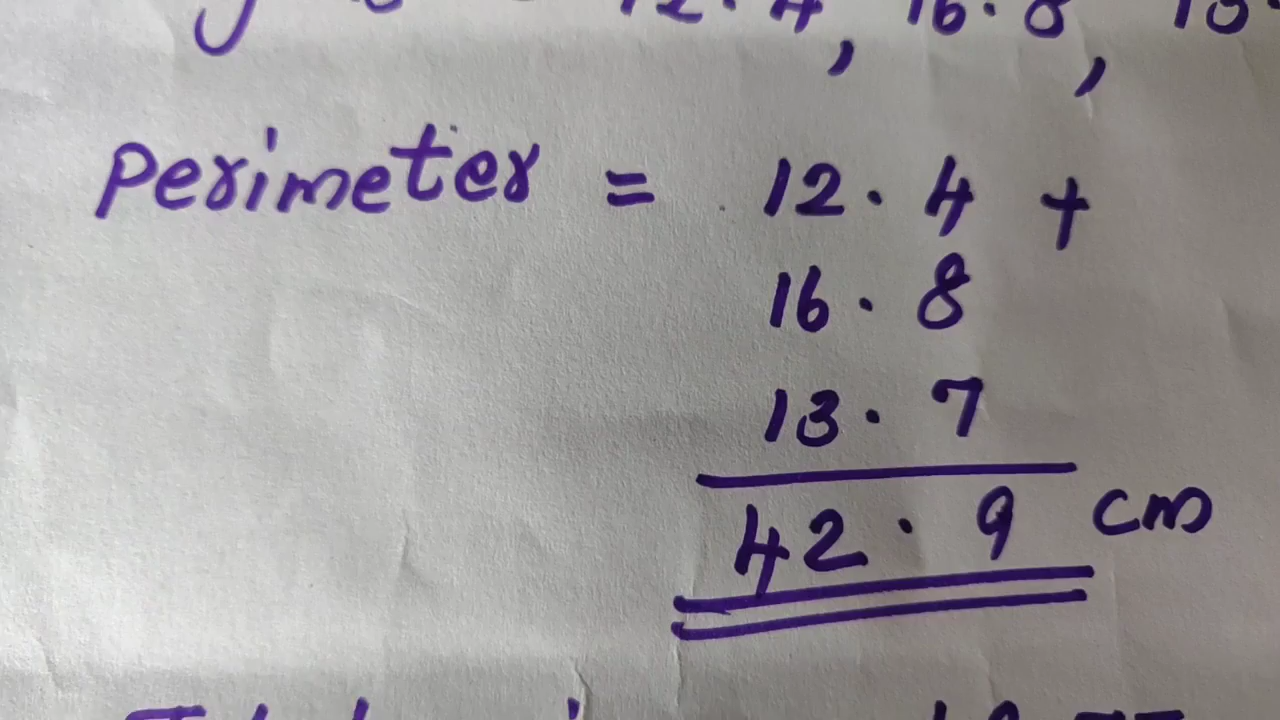 12.4, 16.8,
Perimeter = 12.4 +
16.8
13.7
42.9 cm